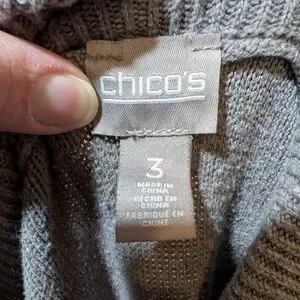 chico's
3
MADE IN
CHINA
HECHO EN
CHINA
FABRIQUÉ EN
CHINE